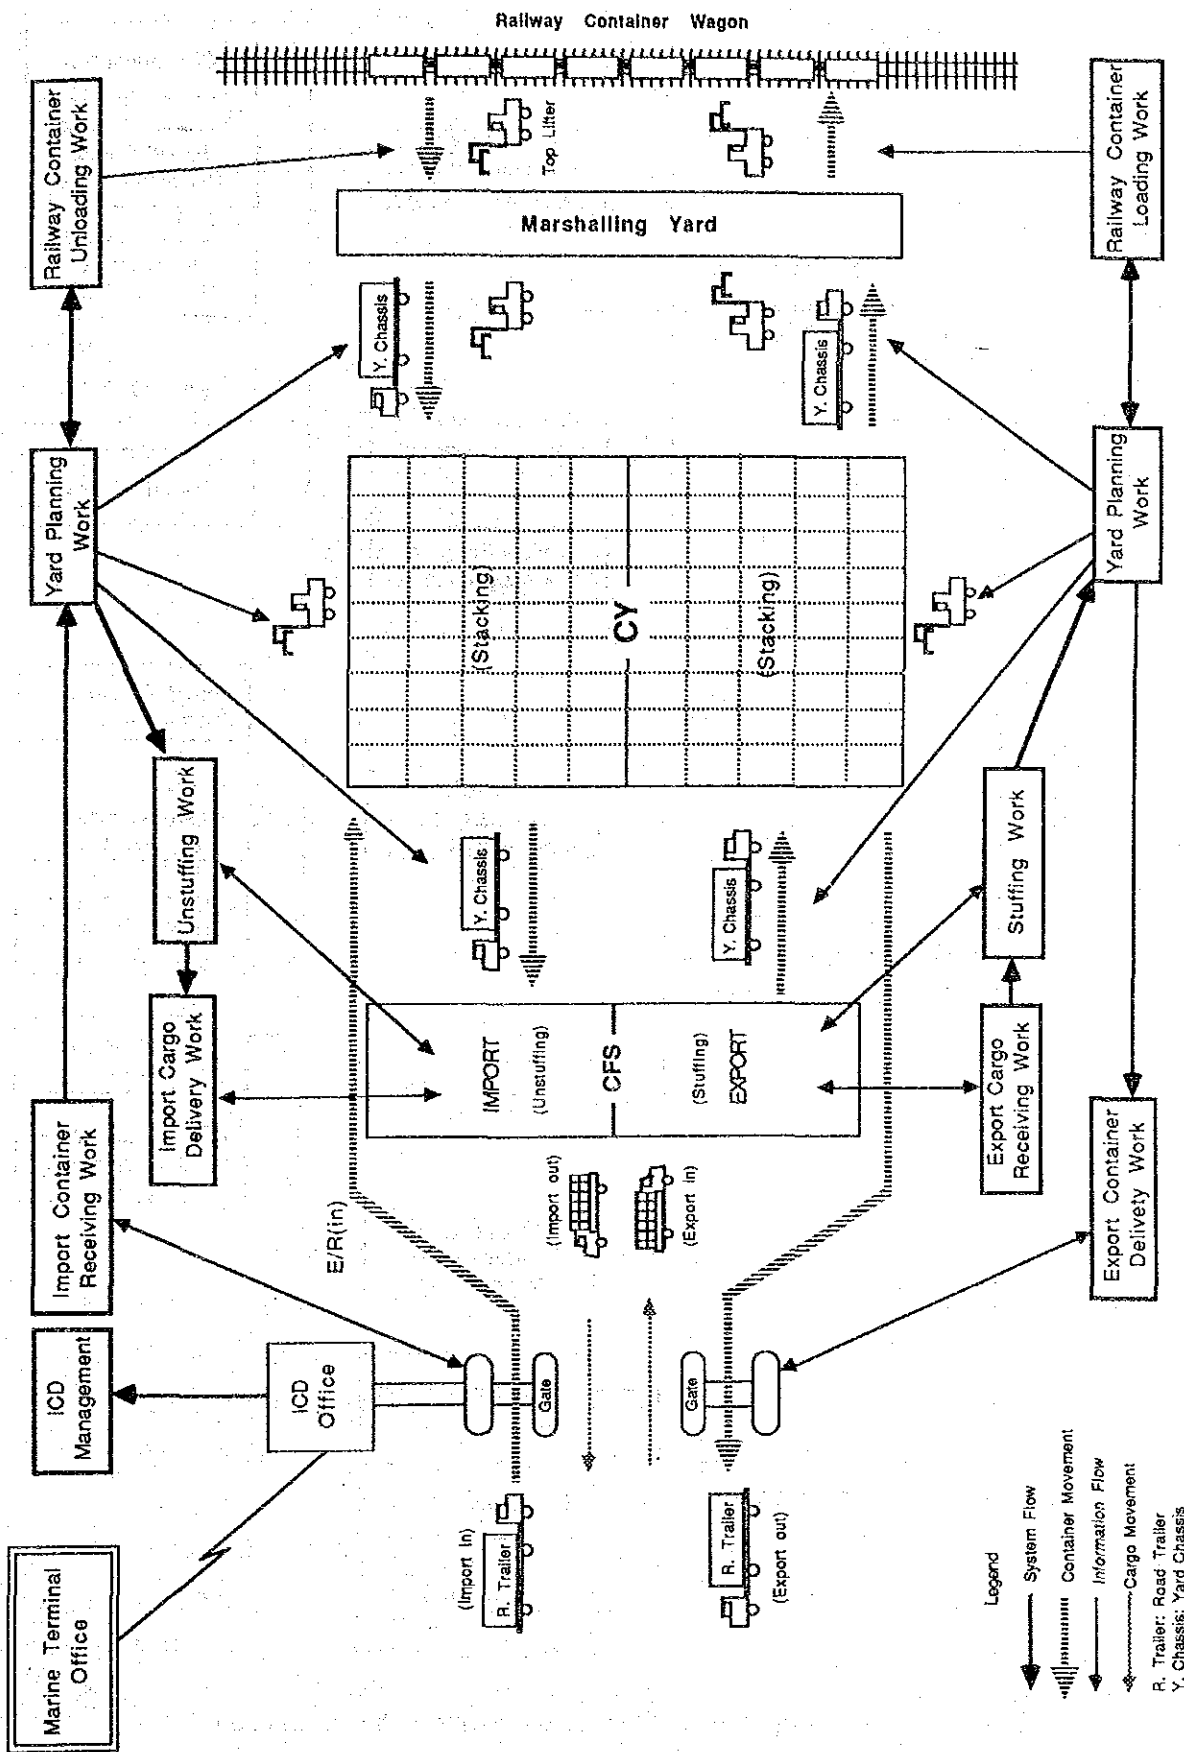 Railway Container Wagon
Railway Container
Unloading Work
Top Lifter
Railway Container
Loading Work
Marshalling Yard
Y. Chassis
Y. Chassis
Yard Planning
Work
(Stacking)
CY
(Stacking)
Yard Planning
Work
Unstuffing Work
Y. Chassis
Y. Chassis
Stuffing Work
Import Cargo
Delivery Work
IMPORT
(Unstuffing)
CFS
(Stuffing)
EXPORT
Export Cargo
Receiving Work
Import Container
Receiving Work
E/R(in)
(Import out)
(Export in)
Export Container
Delivety Work
ICD
Management
ICD
Office
Gate
Gate
Marine Terminal
Office
(Import in)
R. Trailer
R. Trailer
(Export out)
Legend
System Flow
Container Movement
Information Flow
Cargo Movement
R. Trailer: Road Trailer
Y. Chassis: Yard Chassis